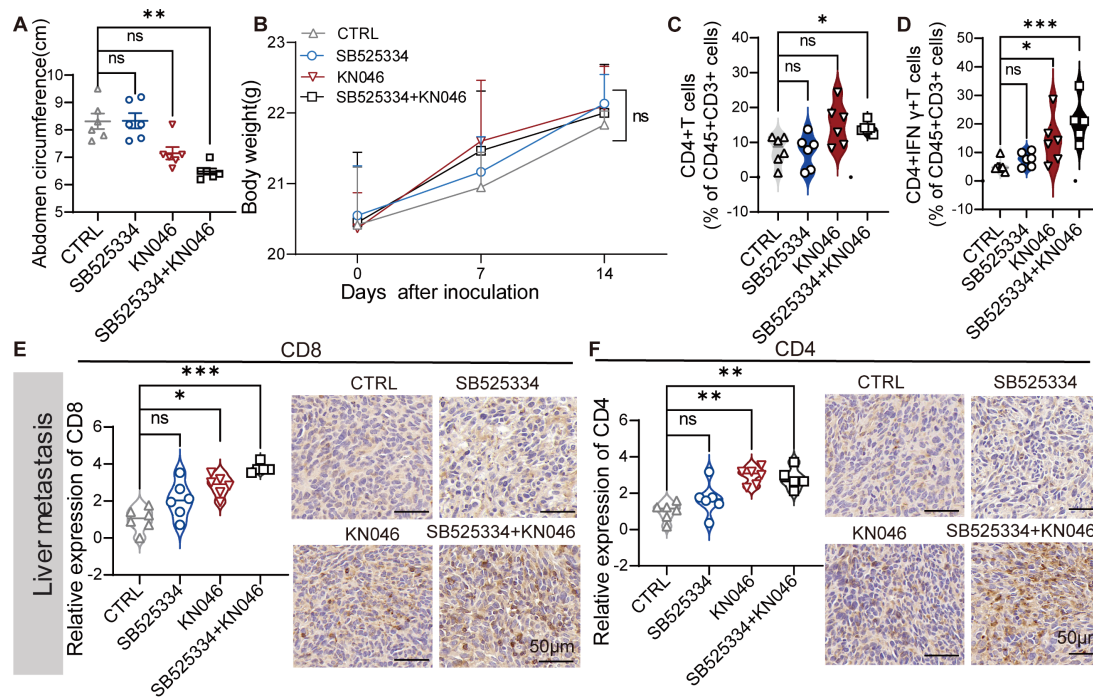 A
Abdomen circumference(cm)
10
9
8
7
6
5
ns
ns
**
CTRL
SB525334
KN046
SB525334+KN046
B
Body weight(g)
23
22
21
20
CTRL
SB525334
KN046
SB525334+KN046
ns
0
7
14
Days after inoculation
C
CD4+T cells
(% of CD45+CD3+ cells)
40
30
20
10
0
-10
ns
ns
*
CTRL
SB525334
KN046
SB525334+KN046
D
CD4+IFN γ+T cells
(% of CD45+CD3+ cells)
50
40
30
20
10
0
-10
ns
*
***
CTRL
SB525334
KN046
SB525334+KN046
Liver metastasis
E
CD8
Relative expression of CD8
8
6
4
2
0
-2
ns
*
***
CTRL
SB525334
KN046
SB525334+KN046
CTRL
SB525334
KN046
SB525334+KN046
50μm
F
CD4
Relative expression of CD4
6
4
2
0
-2
ns
**
**
CTRL
SB525334
KN046
SB525334+KN046
CTRL
SB525334
KN046
SB525334+KN046
50μm